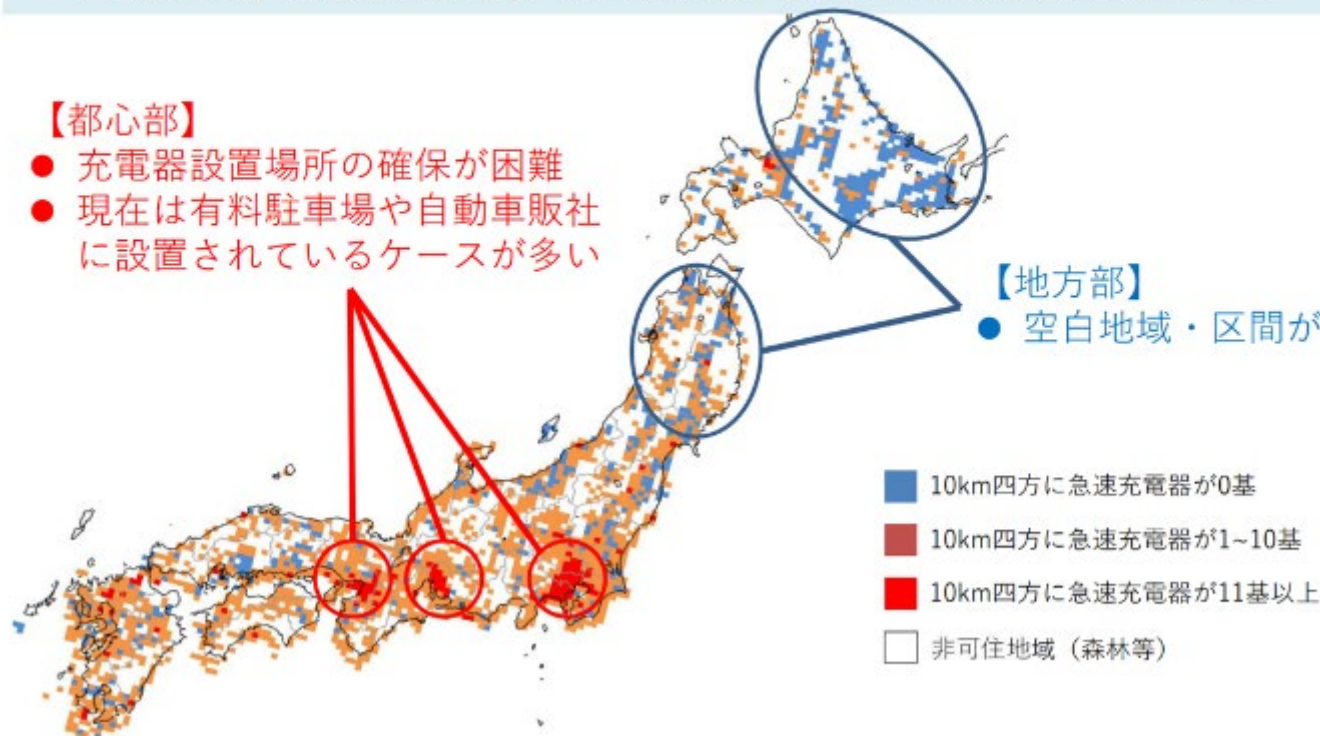 【都心部】
● 充電器設置場所の確保が困難
● 現在は有料駐車場や自動車販社
に設置されているケースが多い
【地方部】
● 空白地域・区間が
10km四方に急速充電器が0基
10km四方に急速充電器が1~10基
10km四方に急速充電器が11基以上
非可住地域（森林等）